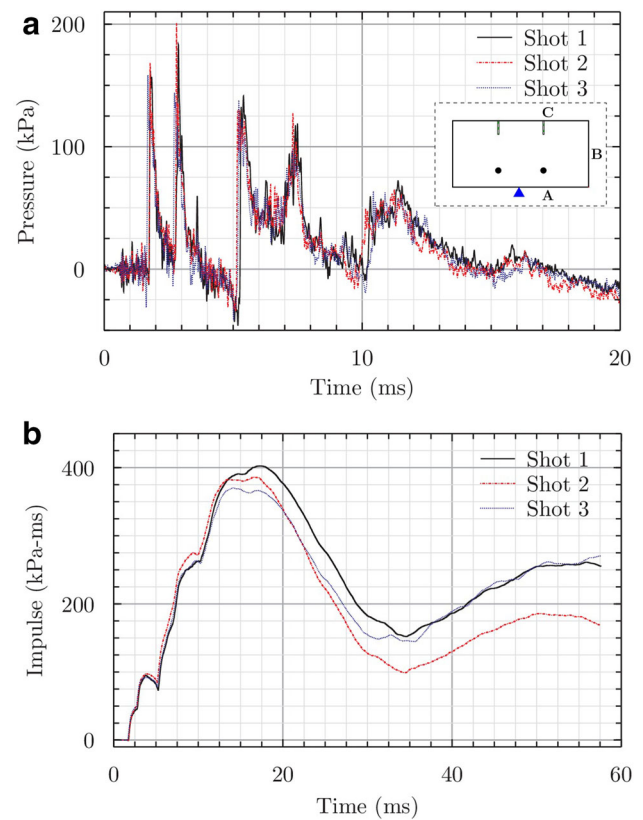 a
200
100
0
Pressure (kPa)
Shot 1
Shot 2
Shot 3
C
B
A
0
10
20
Time (ms)
b
400
200
0
Impulse (kPa-ms)
Shot 1
Shot 2
Shot 3
0
20
40
60
Time (ms)